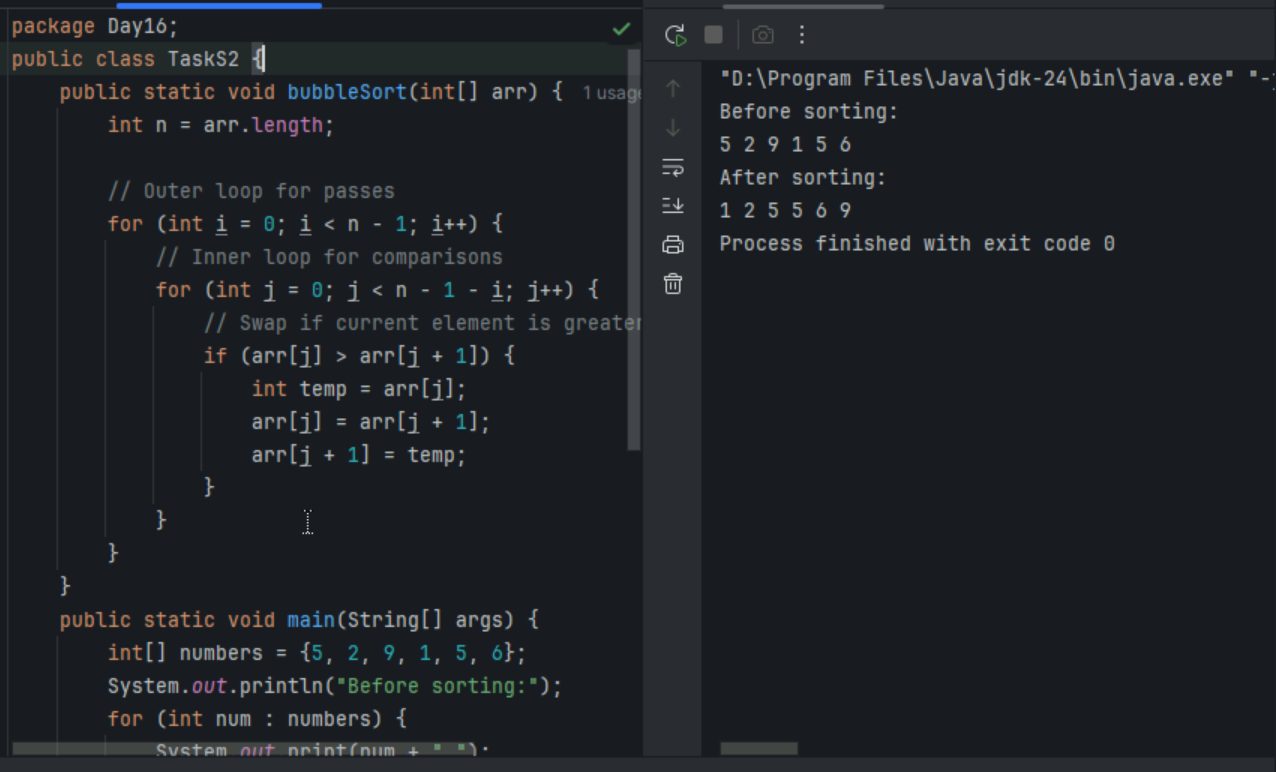 package Day16;
public class TaskS2 {
public static void bubbleSort(int[] arr) { 1 usage
int n = arr.length;
// Outer loop for passes
for (int i = 0; i < n - 1; i++) {
// Inner loop for comparisons
for (int j = 0; j < n - 1 - i; j++) {
// Swap if current element is greater
if (arr[j] > arr[j + 1]) {
int temp = arr[j];
arr[j] = arr[j + 1];
arr[j + 1] = temp;
}
}
}
}
public static void main(String[] args) {
int[] numbers = {5, 2, 9, 1, 5, 6};
System.out.println("Before sorting:");
for (int num : numbers) {
System.out.print(num + " ");
"D:\Program Files\Java\jdk-24\bin\java.exe" "-
Before sorting:
5 2 9 1 5 6
After sorting:
1 2 5 5 6 9
Process finished with exit code 0